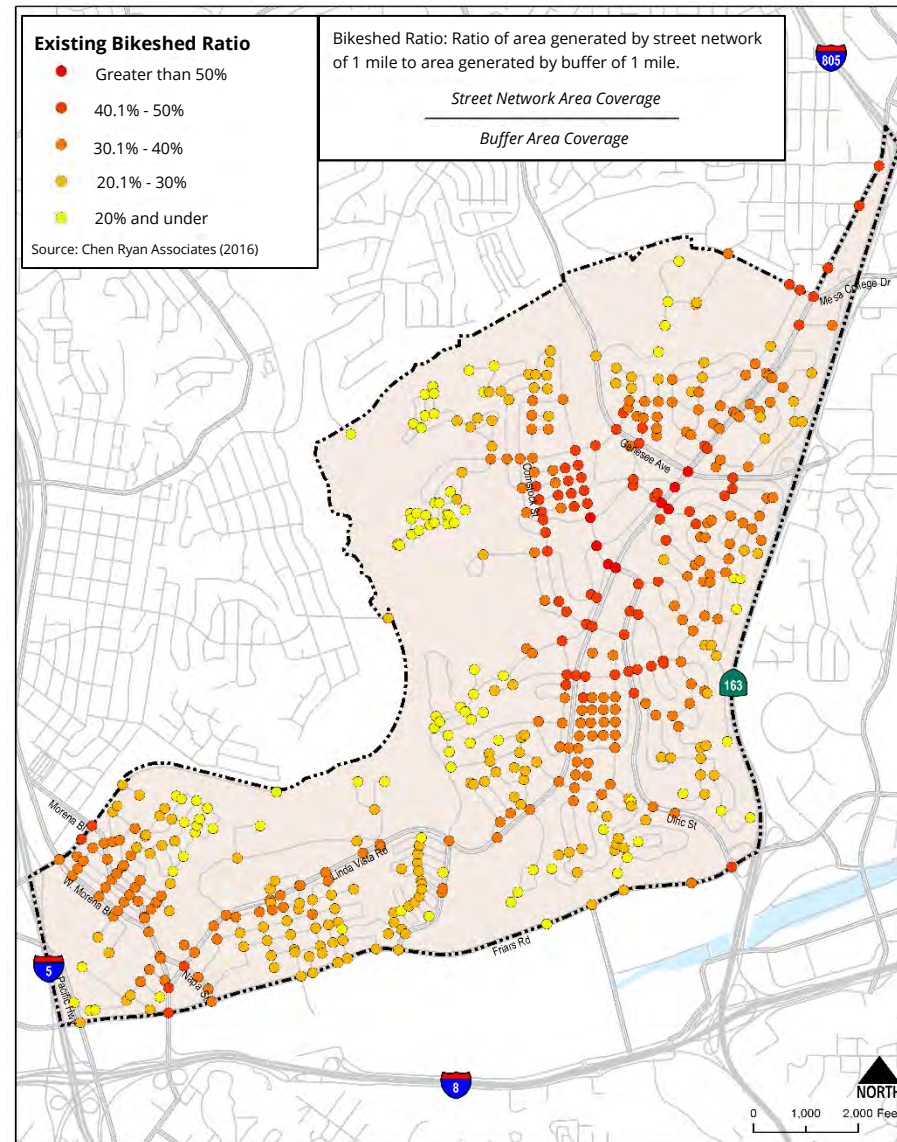 Existing Bikeshed Ratio
Greater than 50%
40.1% - 50%
30.1% - 40%
20.1% - 30%
20% and under
Source: Chen Ryan Associates (2016)
Bikeshed Ratio: Ratio of area generated by street network
of 1 mile to area generated by buffer of 1 mile.
Street Network Area Coverage
Buffer Area Coverage
805
Mesa College Dr
Genesee Ave
Comstock St
163
Morena Bl
Ulric St
Linda Vista Rd
W. Morena Bl
Friars Rd
Napa St
5
Pacific Hwy
8
NORTH
0 1,000 2,000 Fee